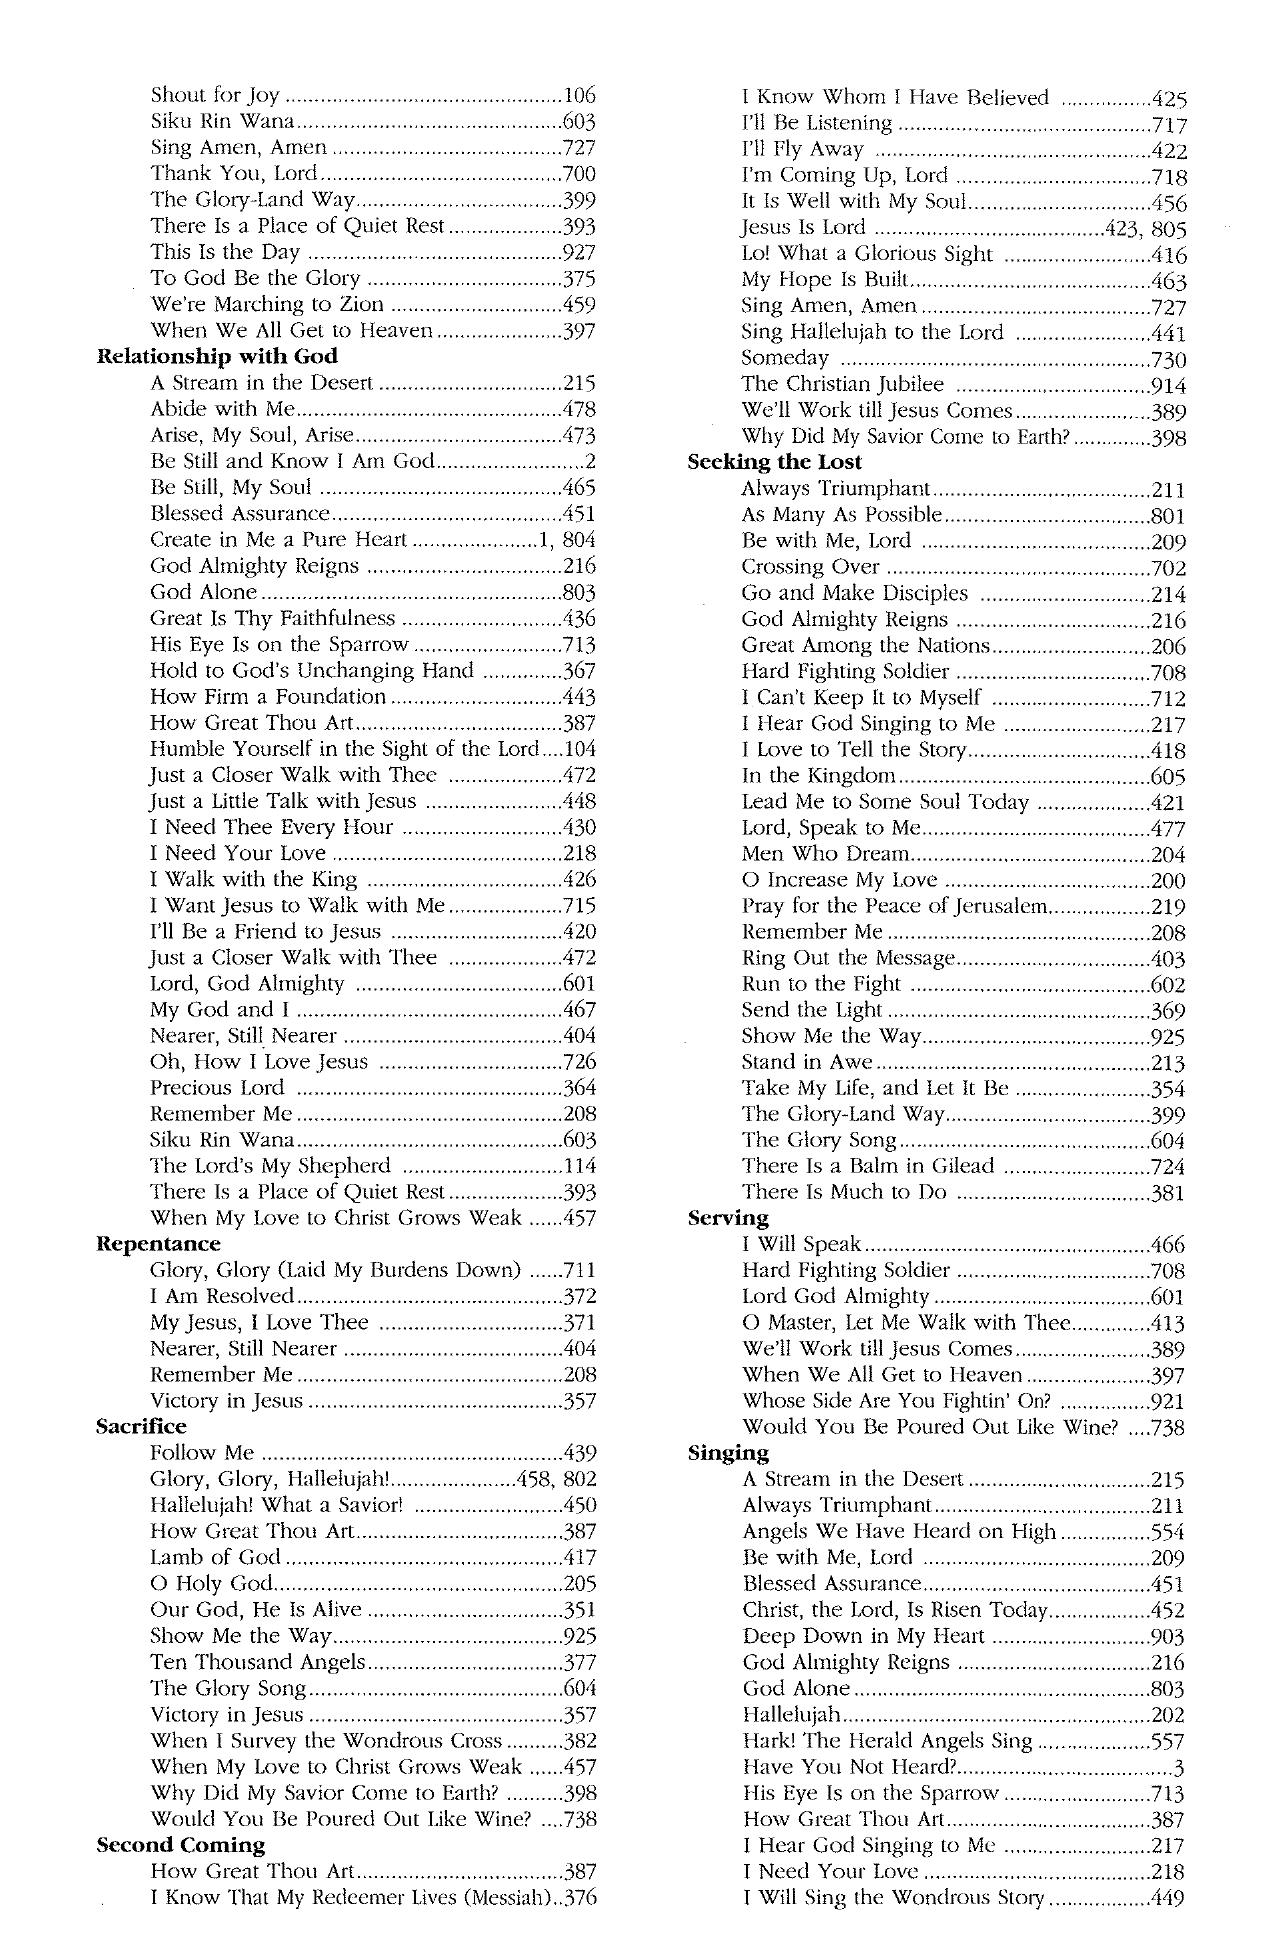 Shout for Joy ................................................106
Siku Rin Wana..............................................603
Sing Amen, Amen ........................................727
Thank You, Lord..........................................700
The Glory-Land Way....................................399
There Is a Place of Quiet Rest....................393
This Is the Day ............................................927
To God Be the Glory ..................................375
We're Marching to Zion ..............................459
When We All Get to Heaven......................397
Relationship with God
A Stream in the Desert ................................215
Abide with Me..............................................478
Arise, My Soul, Arise....................................473
Be Still and Know I Am God..........................2
Be Still, My Soul ..........................................465
Blessed Assurance........................................451
Create in Me a Pure Heart ......................1, 804
God Almighty Reigns ..................................216
God Alone....................................................803
Great Is Thy Faithfulness ............................436
His Eye Is on the Sparrow..........................713
Hold to God's Unchanging Hand ..............367
How Firm a Foundation..............................443
How Great Thou Art....................................387
Humble Yourself in the Sight of the Lord....104
Just a Closer Walk with Thee ....................472
Just a Little Talk with Jesus ........................448
I Need Thee Every Hour ............................430
I Need Your Love ........................................218
I Walk with the King ..................................426
I Want Jesus to Walk with Me....................715
I'll Be a Friend to Jesus ..............................420
Just a Closer Walk with Thee ....................472
Lord, God Almighty ....................................601
My God and I ..............................................467
Nearer, Still Nearer ......................................404
Oh, How I Love Jesus ................................726
Precious Lord ..............................................364
Remember Me..............................................208
Siku Rin Wana..............................................603
The Lord's My Shepherd ............................114
There Is a Place of Quiet Rest....................393
When My Love to Christ Grows Weak ......457
Repentance
Glory, Glory (Laid My Burdens Down) ......711
I Am Resolved..............................................372
My Jesus, I Love Thee ................................371
Nearer, Still Nearer ......................................404
Remember Me..............................................208
Victory in Jesus ............................................357
Sacrifice
Follow Me ....................................................439
Glory, Glory, Hallelujah!......................458, 802
Hallelujah! What a Savior! ..........................450
How Great Thou Art....................................387
Lamb of God................................................417
O Holy God..................................................205
Our God, He Is Alive ..................................351
Show Me the Way........................................925
Ten Thousand Angels..................................377
The Glory Song............................................604
Victory in Jesus ............................................357
When I Survey the Wondrous Cross..........382
When My Love to Christ Grows Weak ......457
Why Did My Savior Come to Earth? ..........398
Would You Be Poured Out Like Wine? ....738
Second Coming
How Great Thou Art....................................387
I Know That My Redeemer Lives (Messiah)..376
I Know Whom I Have Believed ................425
I'll Be Listening ............................................717
I'll Fly Away ................................................422
I'm Coming Up, Lord ..................................718
It Is Well with My Soul................................456
Jesus Is Lord ........................................423, 805
Lo! What a Glorious Sight ..........................416
My Hope Is Built..........................................463
Sing Amen, Amen ........................................727
Sing Hallelujah to the Lord ........................441
Someday ......................................................730
The Christian Jubilee ..................................914
We'll Work till Jesus Comes........................389
Why Did My Savior Come to Earth? ..............398
Seeking the Lost
Always Triumphant......................................211
As Many As Possible....................................801
Be with Me, Lord ........................................209
Crossing Over ..............................................702
Go and Make Disciples ..............................214
God Almighty Reigns ..................................216
Great Among the Nations............................206
Hard Fighting Soldier ..................................708
I Can't Keep It to Myself ............................712
I Hear God Singing to Me ..........................217
I Love to Tell the Story................................418
In the Kingdom............................................605
Lead Me to Some Soul Today ....................421
Lord, Speak to Me........................................477
Men Who Dream..........................................204
O Increase My Love ....................................200
Pray for the Peace of Jerusalem..................219
Remember Me..............................................208
Ring Out the Message..................................403
Run to the Fight ..........................................602
Send the Light..............................................369
Show Me the Way........................................925
Stand in Awe................................................213
Take My Life, and Let It Be ........................354
The Glory-Land Way....................................399
The Glory Song............................................604
There Is a Balm in Gilead ..........................724
There Is Much to Do ..................................381
Serving
I Will Speak..................................................466
Hard Fighting Soldier ..................................708
Lord God Almighty......................................601
O Master, Let Me Walk with Thee..............413
We'll Work till Jesus Comes........................389
When We All Get to Heaven......................397
Whose Side Are You Fightin' On? ................921
Would You Be Poured Out Like Wine? ....738
Singing
A Stream in the Desert................................215
Always Triumphant......................................211
Angels We Have Heard on High................554
Be with Me, Lord ........................................209
Blessed Assurance........................................451
Christ, the Lord, Is Risen Today..................452
Deep Down in My Heart ............................903
God Almighty Reigns ..................................216
God Alone....................................................803
Hallelujah......................................................202
Hark! The Herald Angels Sing....................557
Have You Not Heard?......................................3
His Eye Is on the Sparrow..........................713
How Great Thou Art....................................387
I Hear God Singing to Me ..........................217
I Need Your Love ........................................218
I Will Sing the Wondrous Story..................449